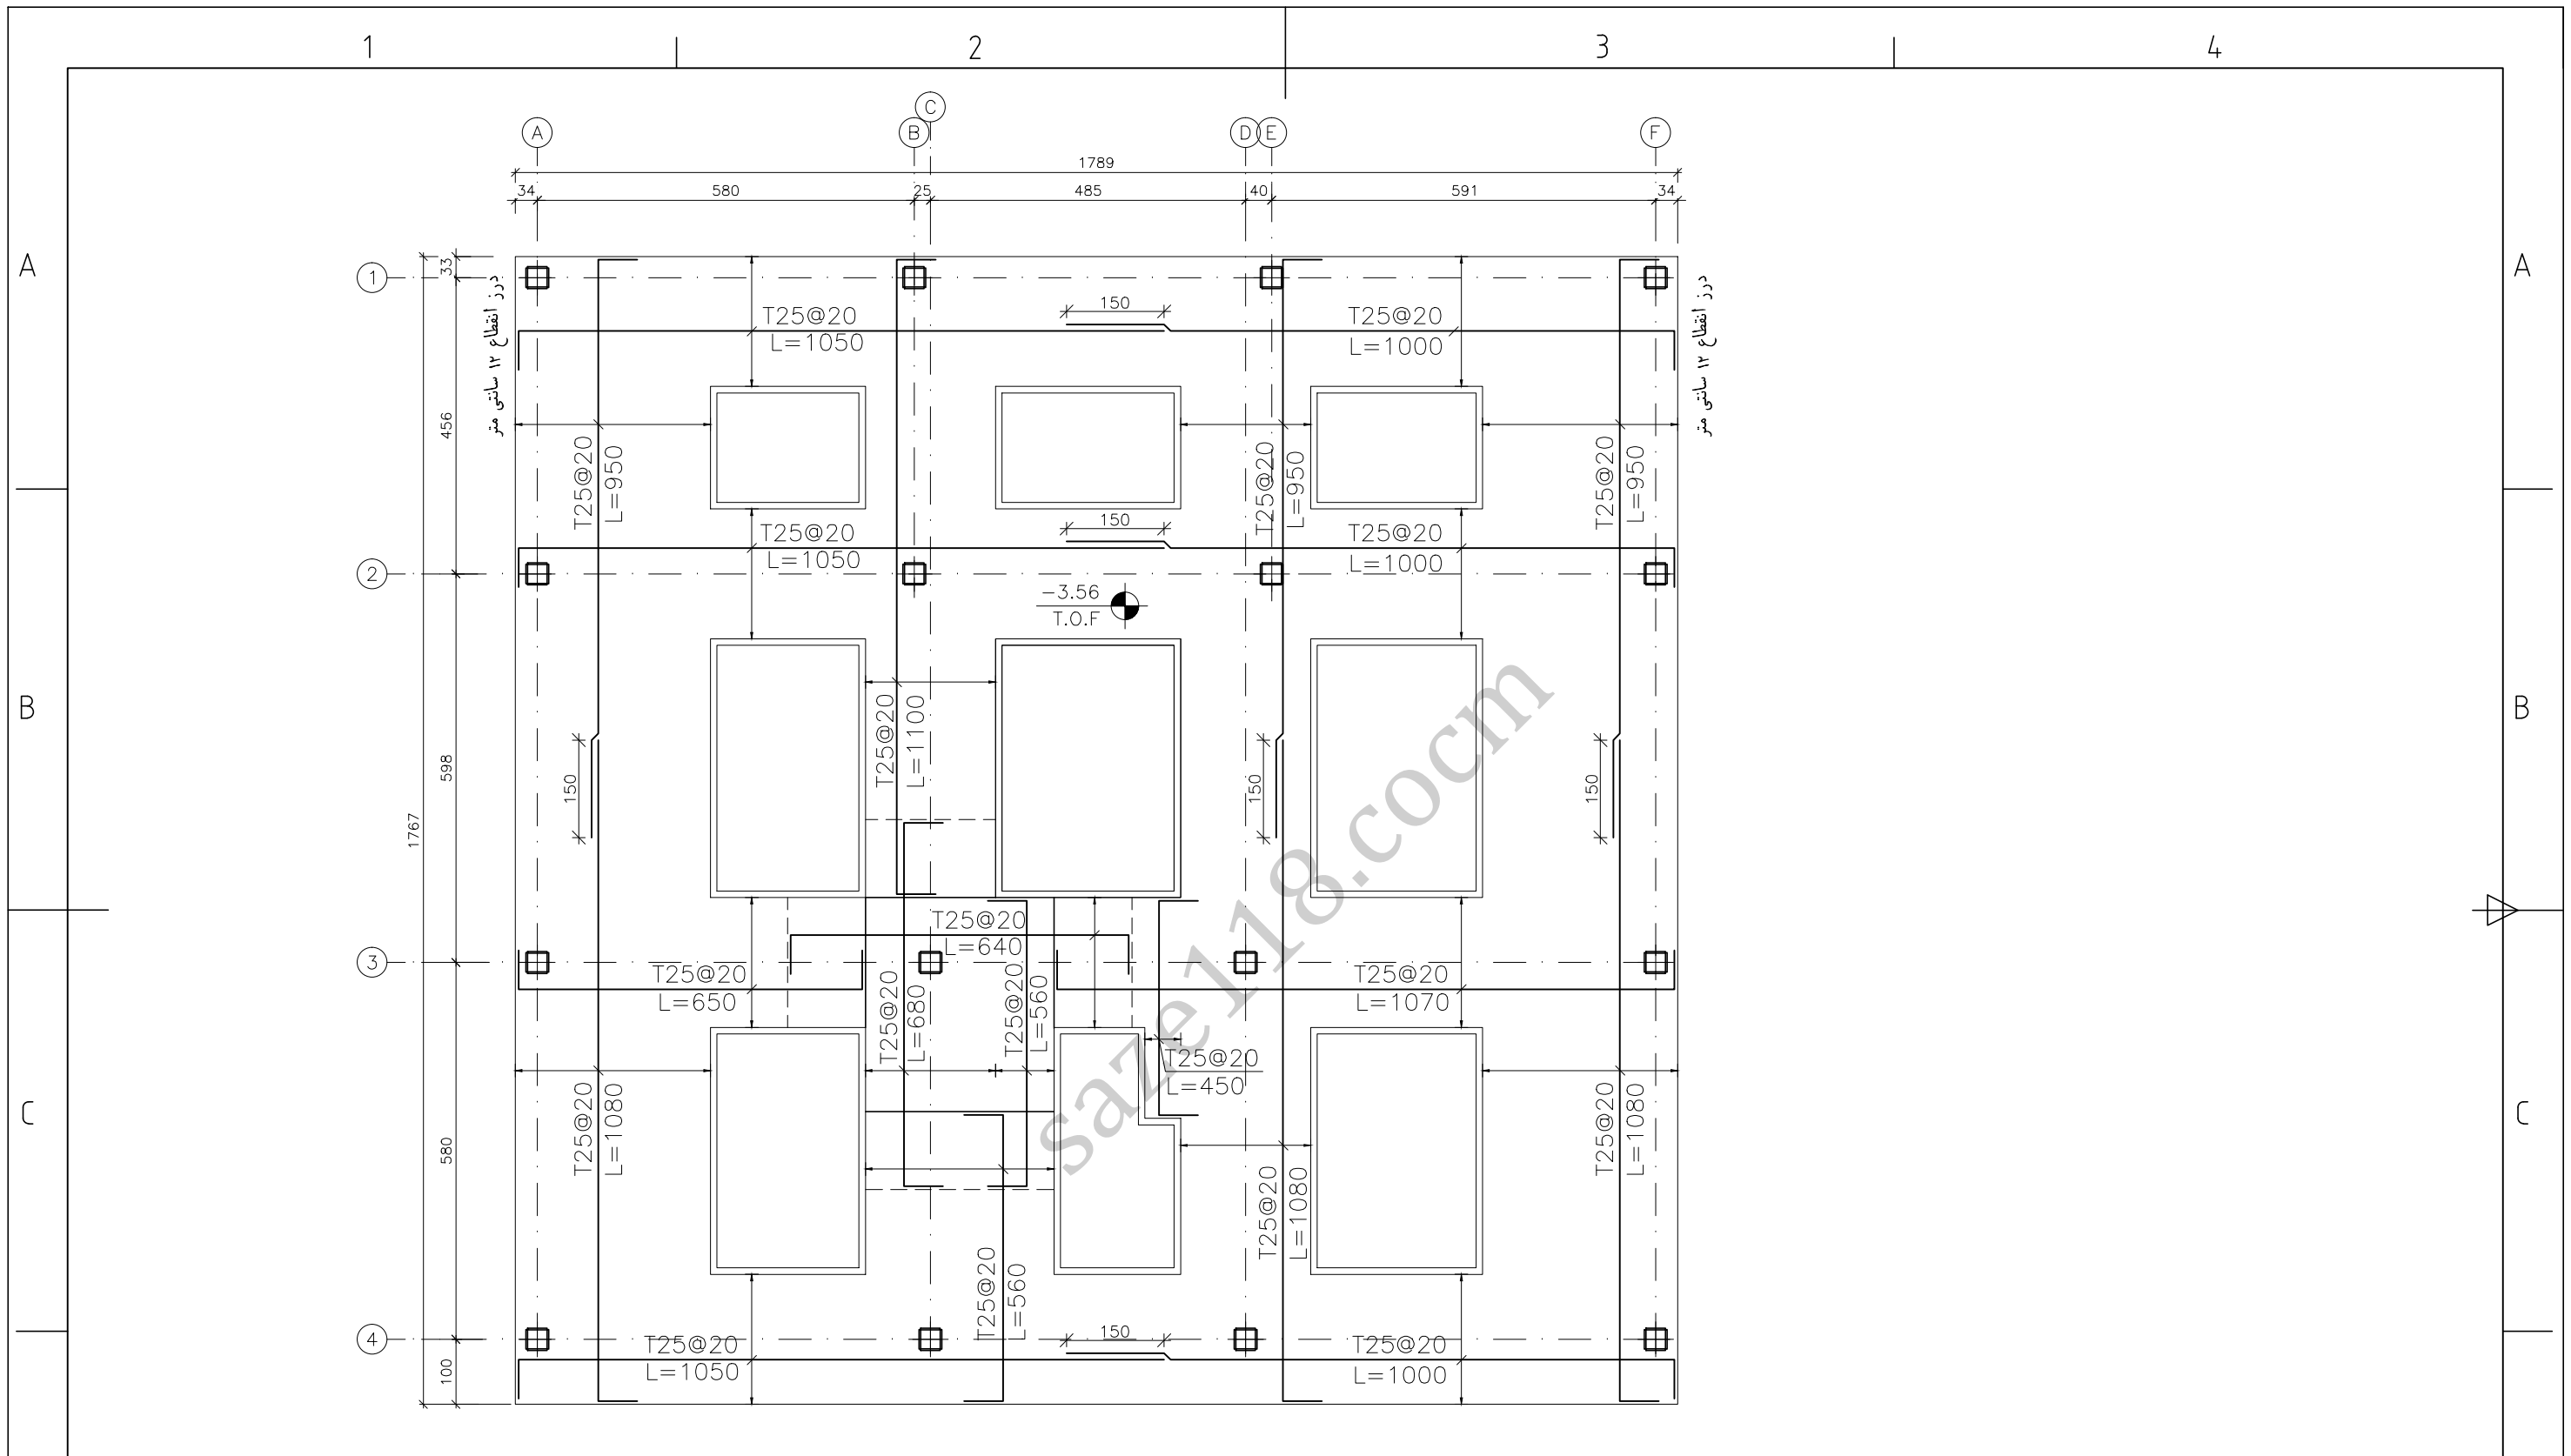 1 2 3 4
A B C D E F
1789
34 580 25 485 40 591 34
A A
1 33
درز انقطاع ۱۲ سانتی متر
درز انقطاع ۱۲ سانتی متر
150
T25@20 T25@20
L=1050 L=1000
456
T25@20
L=950
T25@20
L=950
T25@20
L=950
150
T25@20 T25@20
L=1050 L=1000
2
-3.56
T.O.F
B B
T25@20
L=1100
598
1767
150 150 150
T25@20
L=640
3
T25@20 T25@20
L=650 L=1070
T25@20
L=680
T25@20
L=560
T25@20
L=450
C C
580
T25@20
L=1080
T25@20
L=1080
T25@20
L=1080
T25@20
L=560
4
150
T25@20 T25@20
L=1050 L=1000
100
saze118.cocm